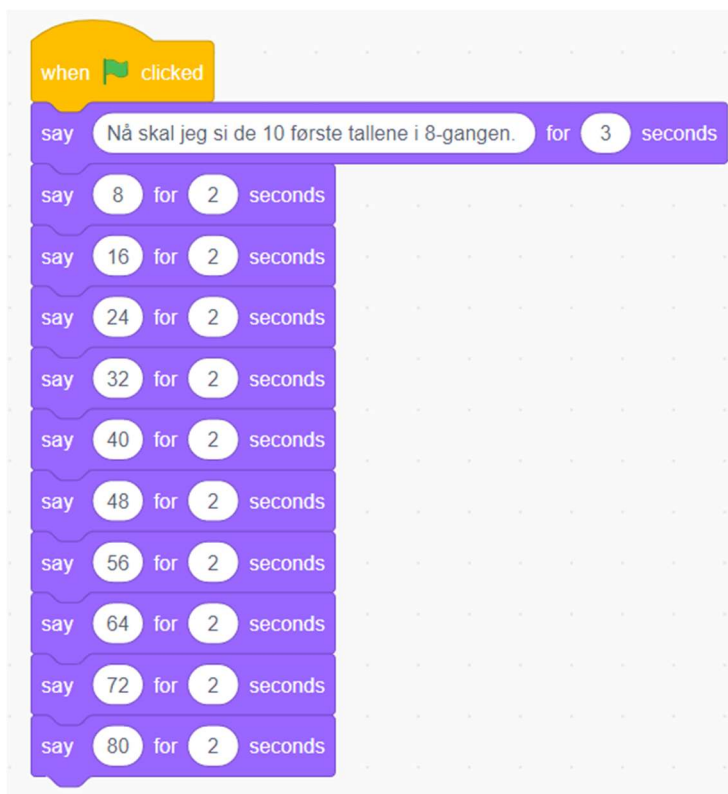 when clicked
say Nå skal jeg si de 10 første tallene i 8-gangen. for 3 seconds
say 8 for 2 seconds
say 16 for 2 seconds
say 24 for 2 seconds
say 32 for 2 seconds
say 40 for 2 seconds
say 48 for 2 seconds
say 56 for 2 seconds
say 64 for 2 seconds
say 72 for 2 seconds
say 80 for 2 seconds